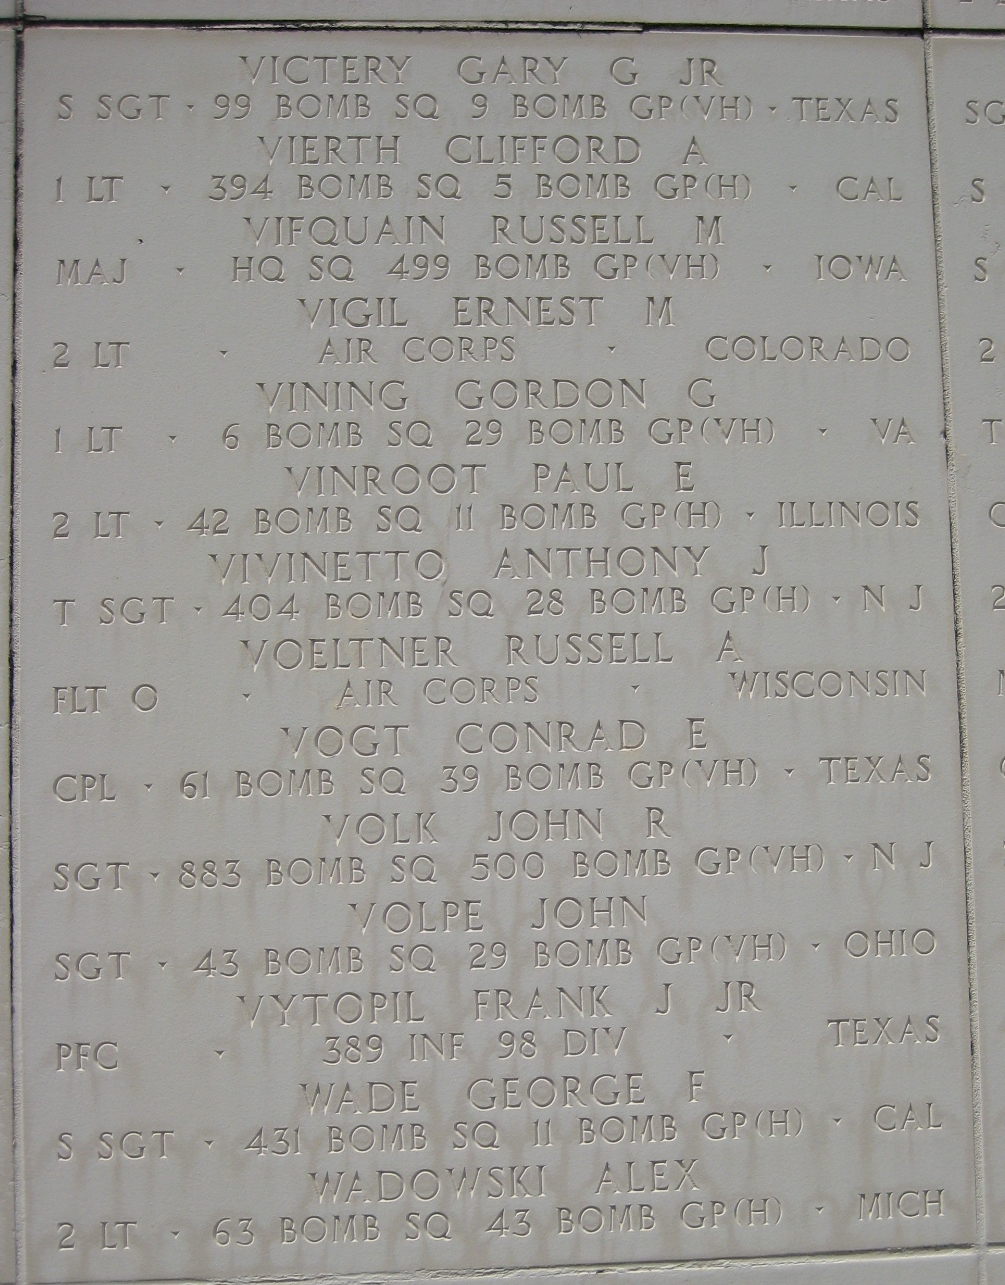 VICTERY GARY G JR
S SGT · 99 BOMB SQ 9 BOMB GP(VH) · TEXAS
VIERTH CLIFFORD A
1 LT · 394 BOMB SQ 5 BOMB GP(H) · CAL
VIFQUAIN RUSSELL M
MAJ · HQ SQ 499 BOMB GP(VH) · IOWA
VIGIL ERNEST M
2 LT · AIR CORPS · COLORADO
VINING GORDON G
1 LT · 6 BOMB SQ 29 BOMB GP(VH) · VA
VINROOT PAUL E
2 LT · 42 BOMB SQ 11 BOMB GP(H) · ILLINOIS
VIVINETTO ANTHONY J
T SGT · 404 BOMB SQ 28 BOMB GP(H) · N J
VOELTNER RUSSELL A
FLT O · AIR CORPS · WISCONSIN
VOGT CONRAD E
CPL · 61 BOMB SQ 39 BOMB GP(VH) · TEXAS
VOLK JOHN R
SGT · 883 BOMB SQ 500 BOMB GP(VH) · N J
VOLPE JOHN
SGT · 43 BOMB SQ 29 BOMB GP(VH) · OHIO
VYTOPIL FRANK J JR
PFC · 389 INF 98 DIV · TEXAS
WADE GEORGE F
S SGT · 431 BOMB SQ 11 BOMB GP(H) · CAL
WADOWSKI ALEX
2 LT · 63 BOMB SQ 43 BOMB GP(H) · MICH